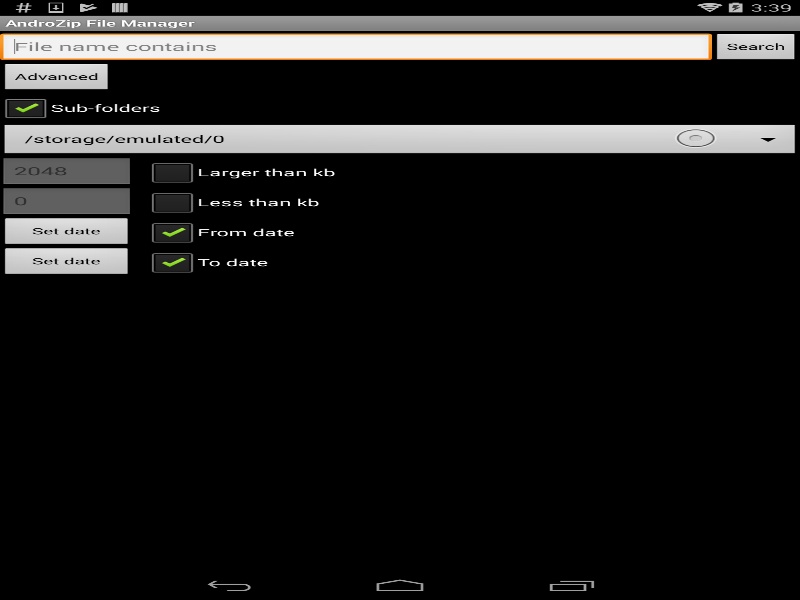 3:39
AndroZip File Manager
File name contains
Search
Advanced
Sub-folders
/storage/emulated/0
2048
Larger than kb
0
Less than kb
Set date
From date
Set date
To date